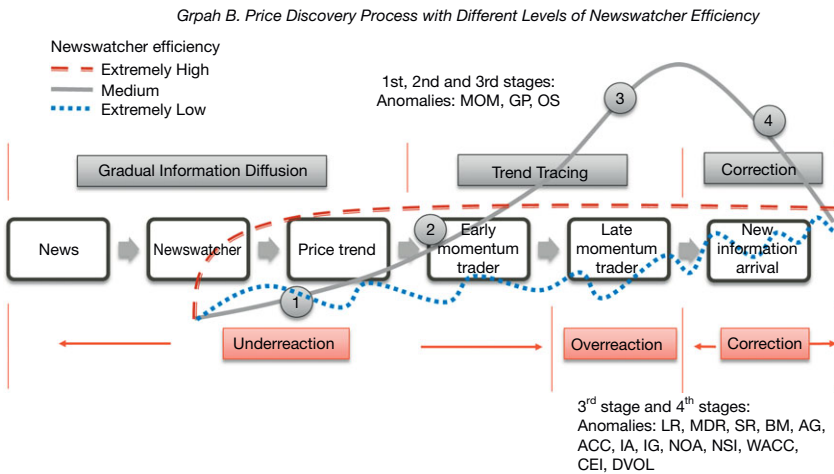 Grpah B. Price Discovery Process with Different Levels of Newswatcher Efficiency
Newswatcher efficiency
Extremely High
Medium
Extremely Low
1st, 2nd and 3rd stages:
Anomalies: MOM, GP, OS
3
4
Gradual Information Diffusion
Trend Tracing
Correction
News
Newswatcher
Price trend
2
Early
momentum
trader
Late
momentum
trader
New
information
arrival
1
Underreaction
Overreaction
Correction
3rd stage and 4th stages:
Anomalies: LR, MDR, SR, BM, AG,
ACC, IA, IG, NOA, NSI, WACC,
CEI, DVOL